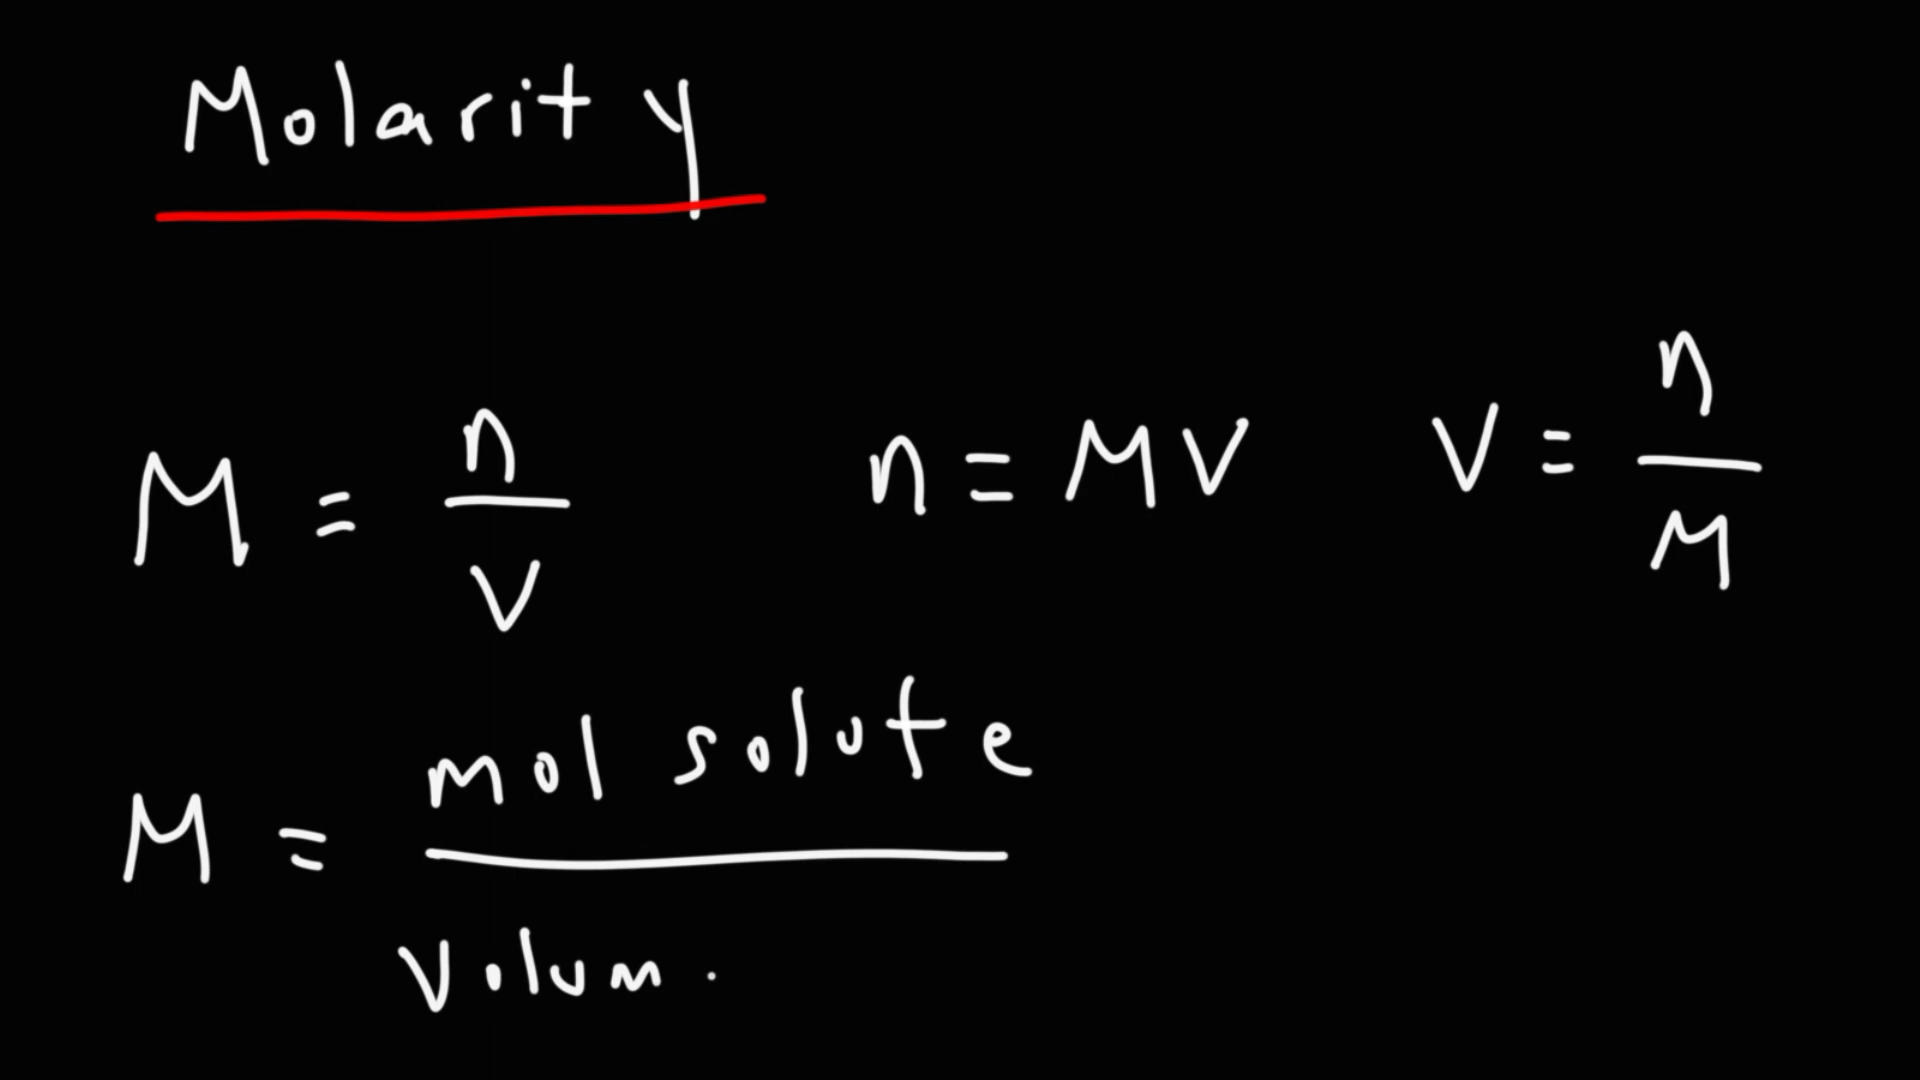 Molarity
M = n/V n = MV V = n/M
M = mol solute
Volum.